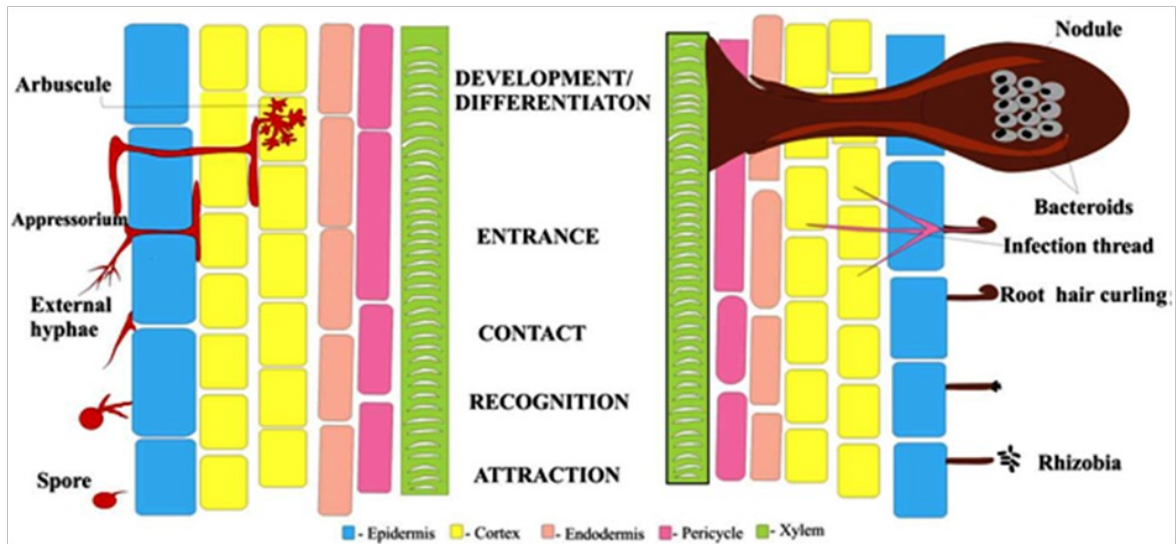 Arbuscule
Appressorium
External
hyphae
Spore
DEVELOPMENT/
DIFFERENTIATON
ENTRANCE
CONTACT
RECOGNITION
ATTRACTION
Nodule
Bacteroids
Infection thread
Root hair curling
Rhizobia
- Epidermis - Cortex - Endodermis - Pericycle - Xylem